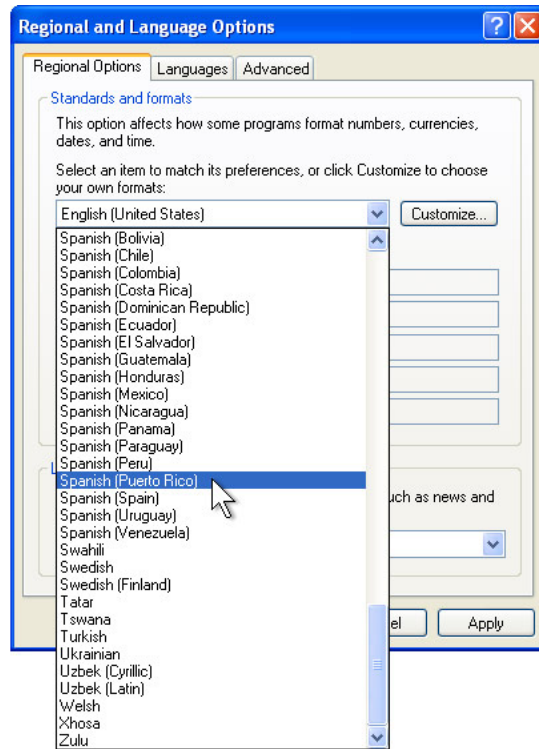 Regional and Language Options
Regional Options Languages Advanced
Standards and formats
This option affects how some programs format numbers, currencies,
dates, and time.
Select an item to match its preferences, or click Customize to choose
your own formats:
English (United States) Customize...
Spanish (Bolivia)
Spanish (Chile)
Spanish (Colombia)
Spanish (Costa Rica)
Spanish (Dominican Republic)
Spanish (Ecuador)
Spanish (El Salvador)
Spanish (Guatemala)
Spanish (Honduras)
Spanish (Mexico)
Spanish (Nicaragua)
Spanish (Panama)
Spanish (Paraguay)
Spanish (Peru)
Spanish (Puerto Rico)
Spanish (Spain) such as news and
Spanish (Uruguay)
Spanish (Venezuela)
Swahili
Swedish
Swedish (Finland)
Tatar
Tswana Apply
Turkish
Ukrainian
Uzbek (Cyrillic)
Uzbek (Latin)
Welsh
Xhosa
Zulu